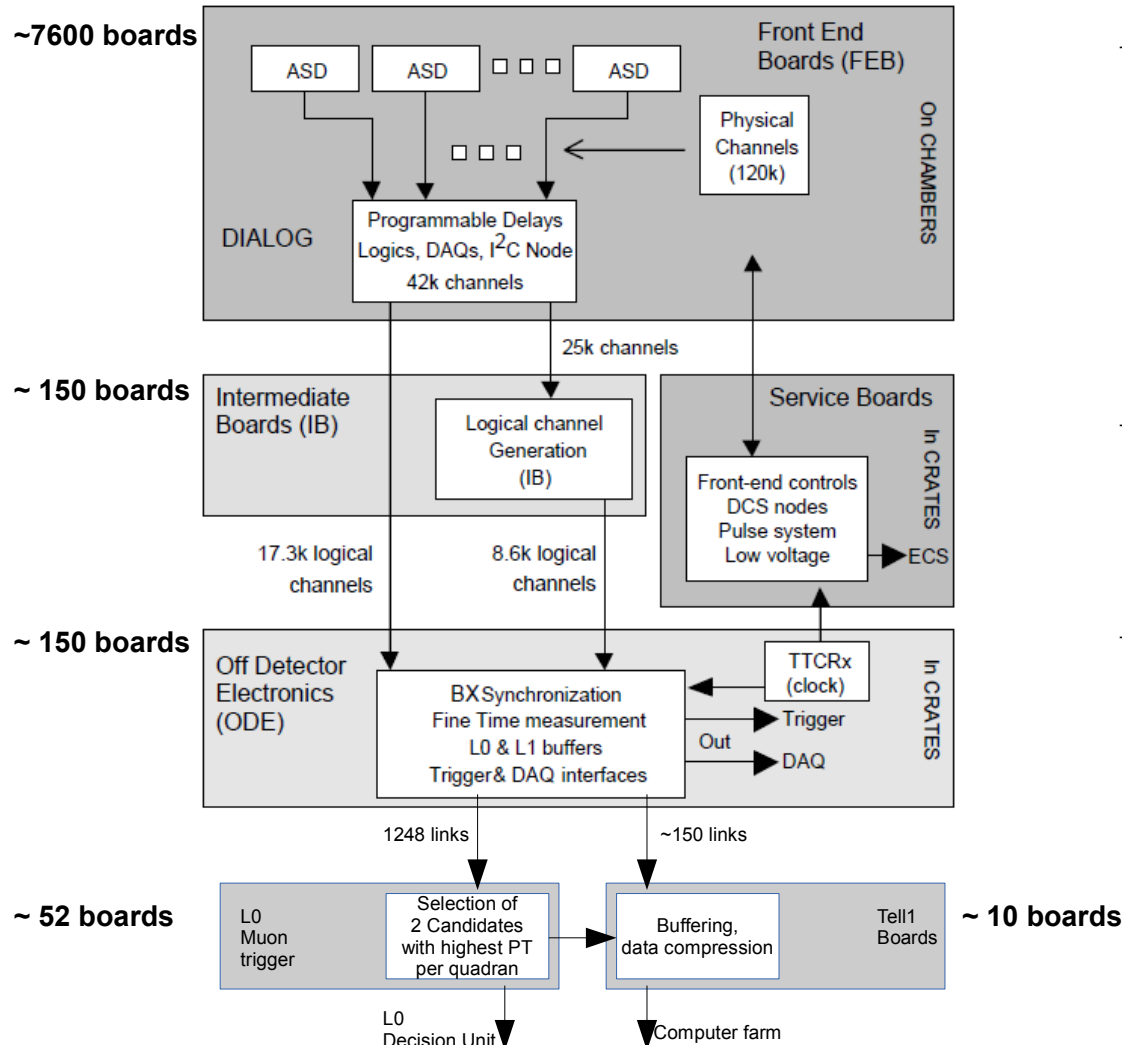 ~7600 boards
Front End
Boards (FEB)
ASD
ASD
ASD
On CHAMBERS
Physical
Channels
(120k)
DIALOG
Programmable Delays
Logics, DAQs, I2C Node
42k channels
25k channels
~ 150 boards
Intermediate
Boards (IB)
Logical channel
Generation
(IB)
Service Boards
In CRATES
Front-end controls
DCS nodes
Pulse system
Low voltage
ECS
17.3k logical
channels
8.6k logical
channels
~ 150 boards
Off Detector
Electronics
(ODE)
BX Synchronization
Fine Time measurement
L0 & L1 buffers
Trigger& DAQ interfaces
TTCRx
(clock)
In CRATES
Trigger
Out
DAQ
1248 links
~150 links
~ 52 boards
L0
Muon
trigger
Selection of
2 Candidates
with highest PT
per quadran
Buffering,
data compression
Tell1
Boards
~ 10 boards
L0
Decision Unit
Computer farm